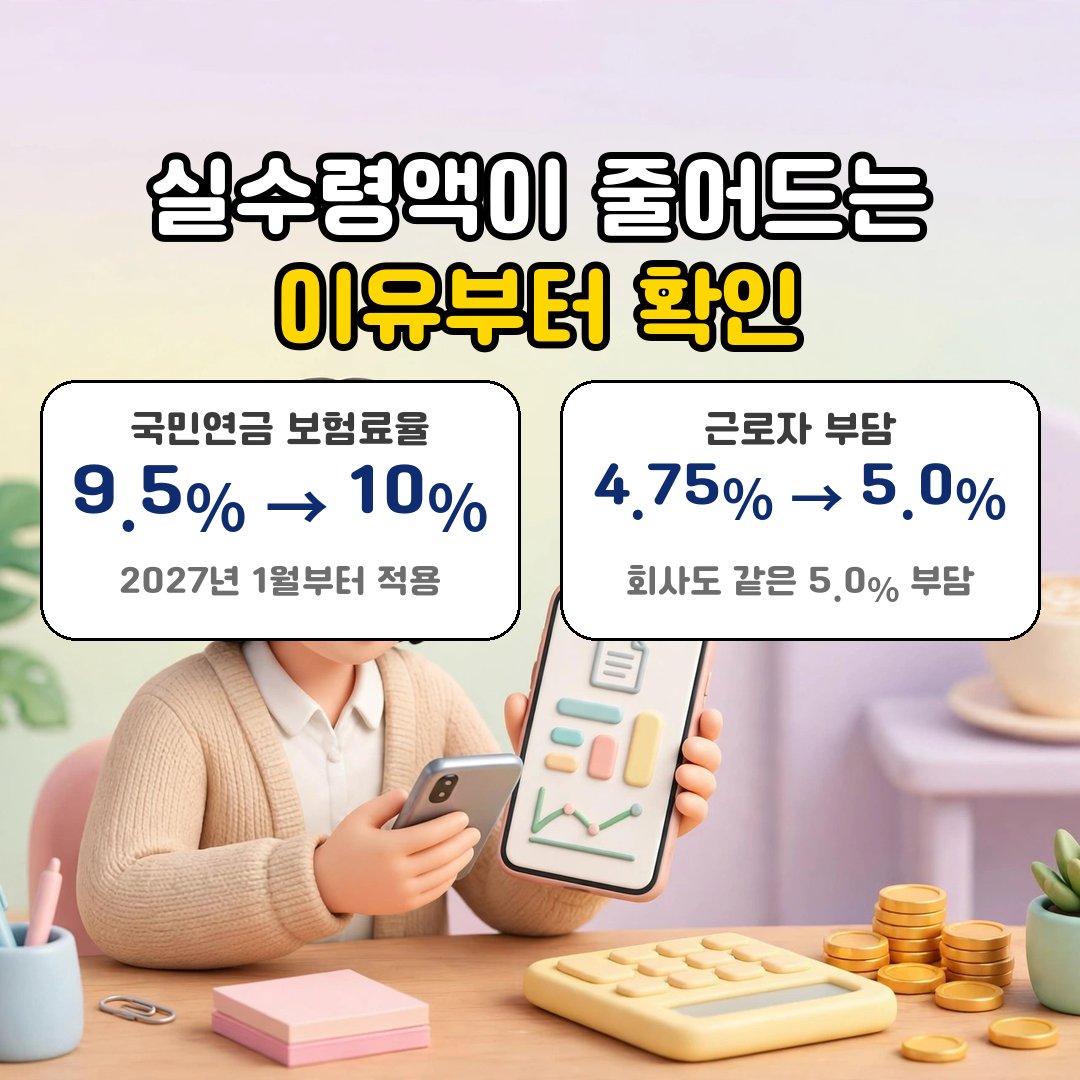 실수령액이 줄어드는
이유부터 확인
국민연금 보험료율
9.5% → 10%
2027년 1월부터 적용
근로자 부담
4.75% → 5.0%
회사도 같은 5.0% 부담